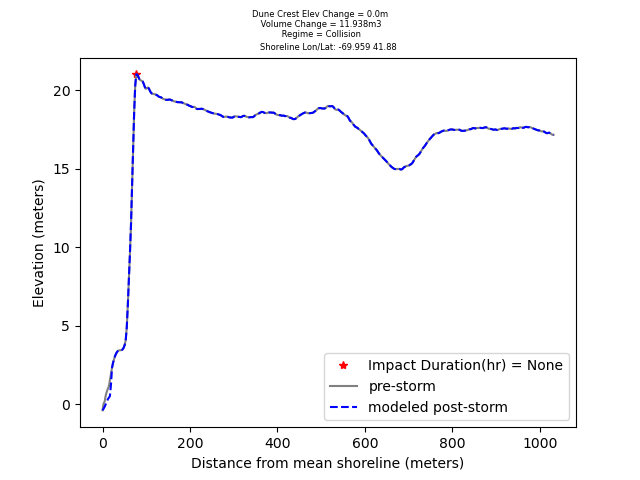 Dune Crest Elev Change = 0.0m
Volume Change = 11.938m3
Regime = Collision
Shoreline Lon/Lat: -69.959 41.88
20
15
10
5
0
Elevation (meters)
Impact Duration(hr) = None
pre-storm
modeled post-storm
0 200 400 600 800 1000
Distance from mean shoreline (meters)